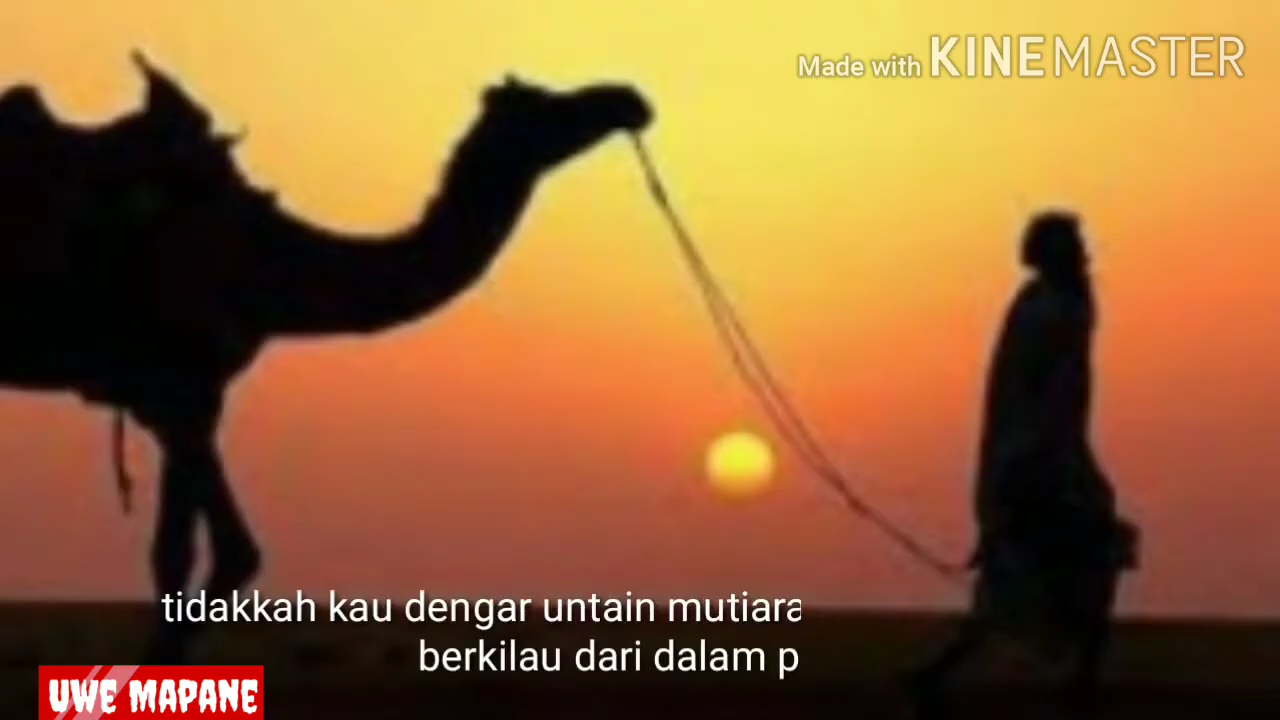 Made with KINEMASTER
tidakkah kau dengar untain mutiara
berkilau dari dalam p
UWE MAPANE